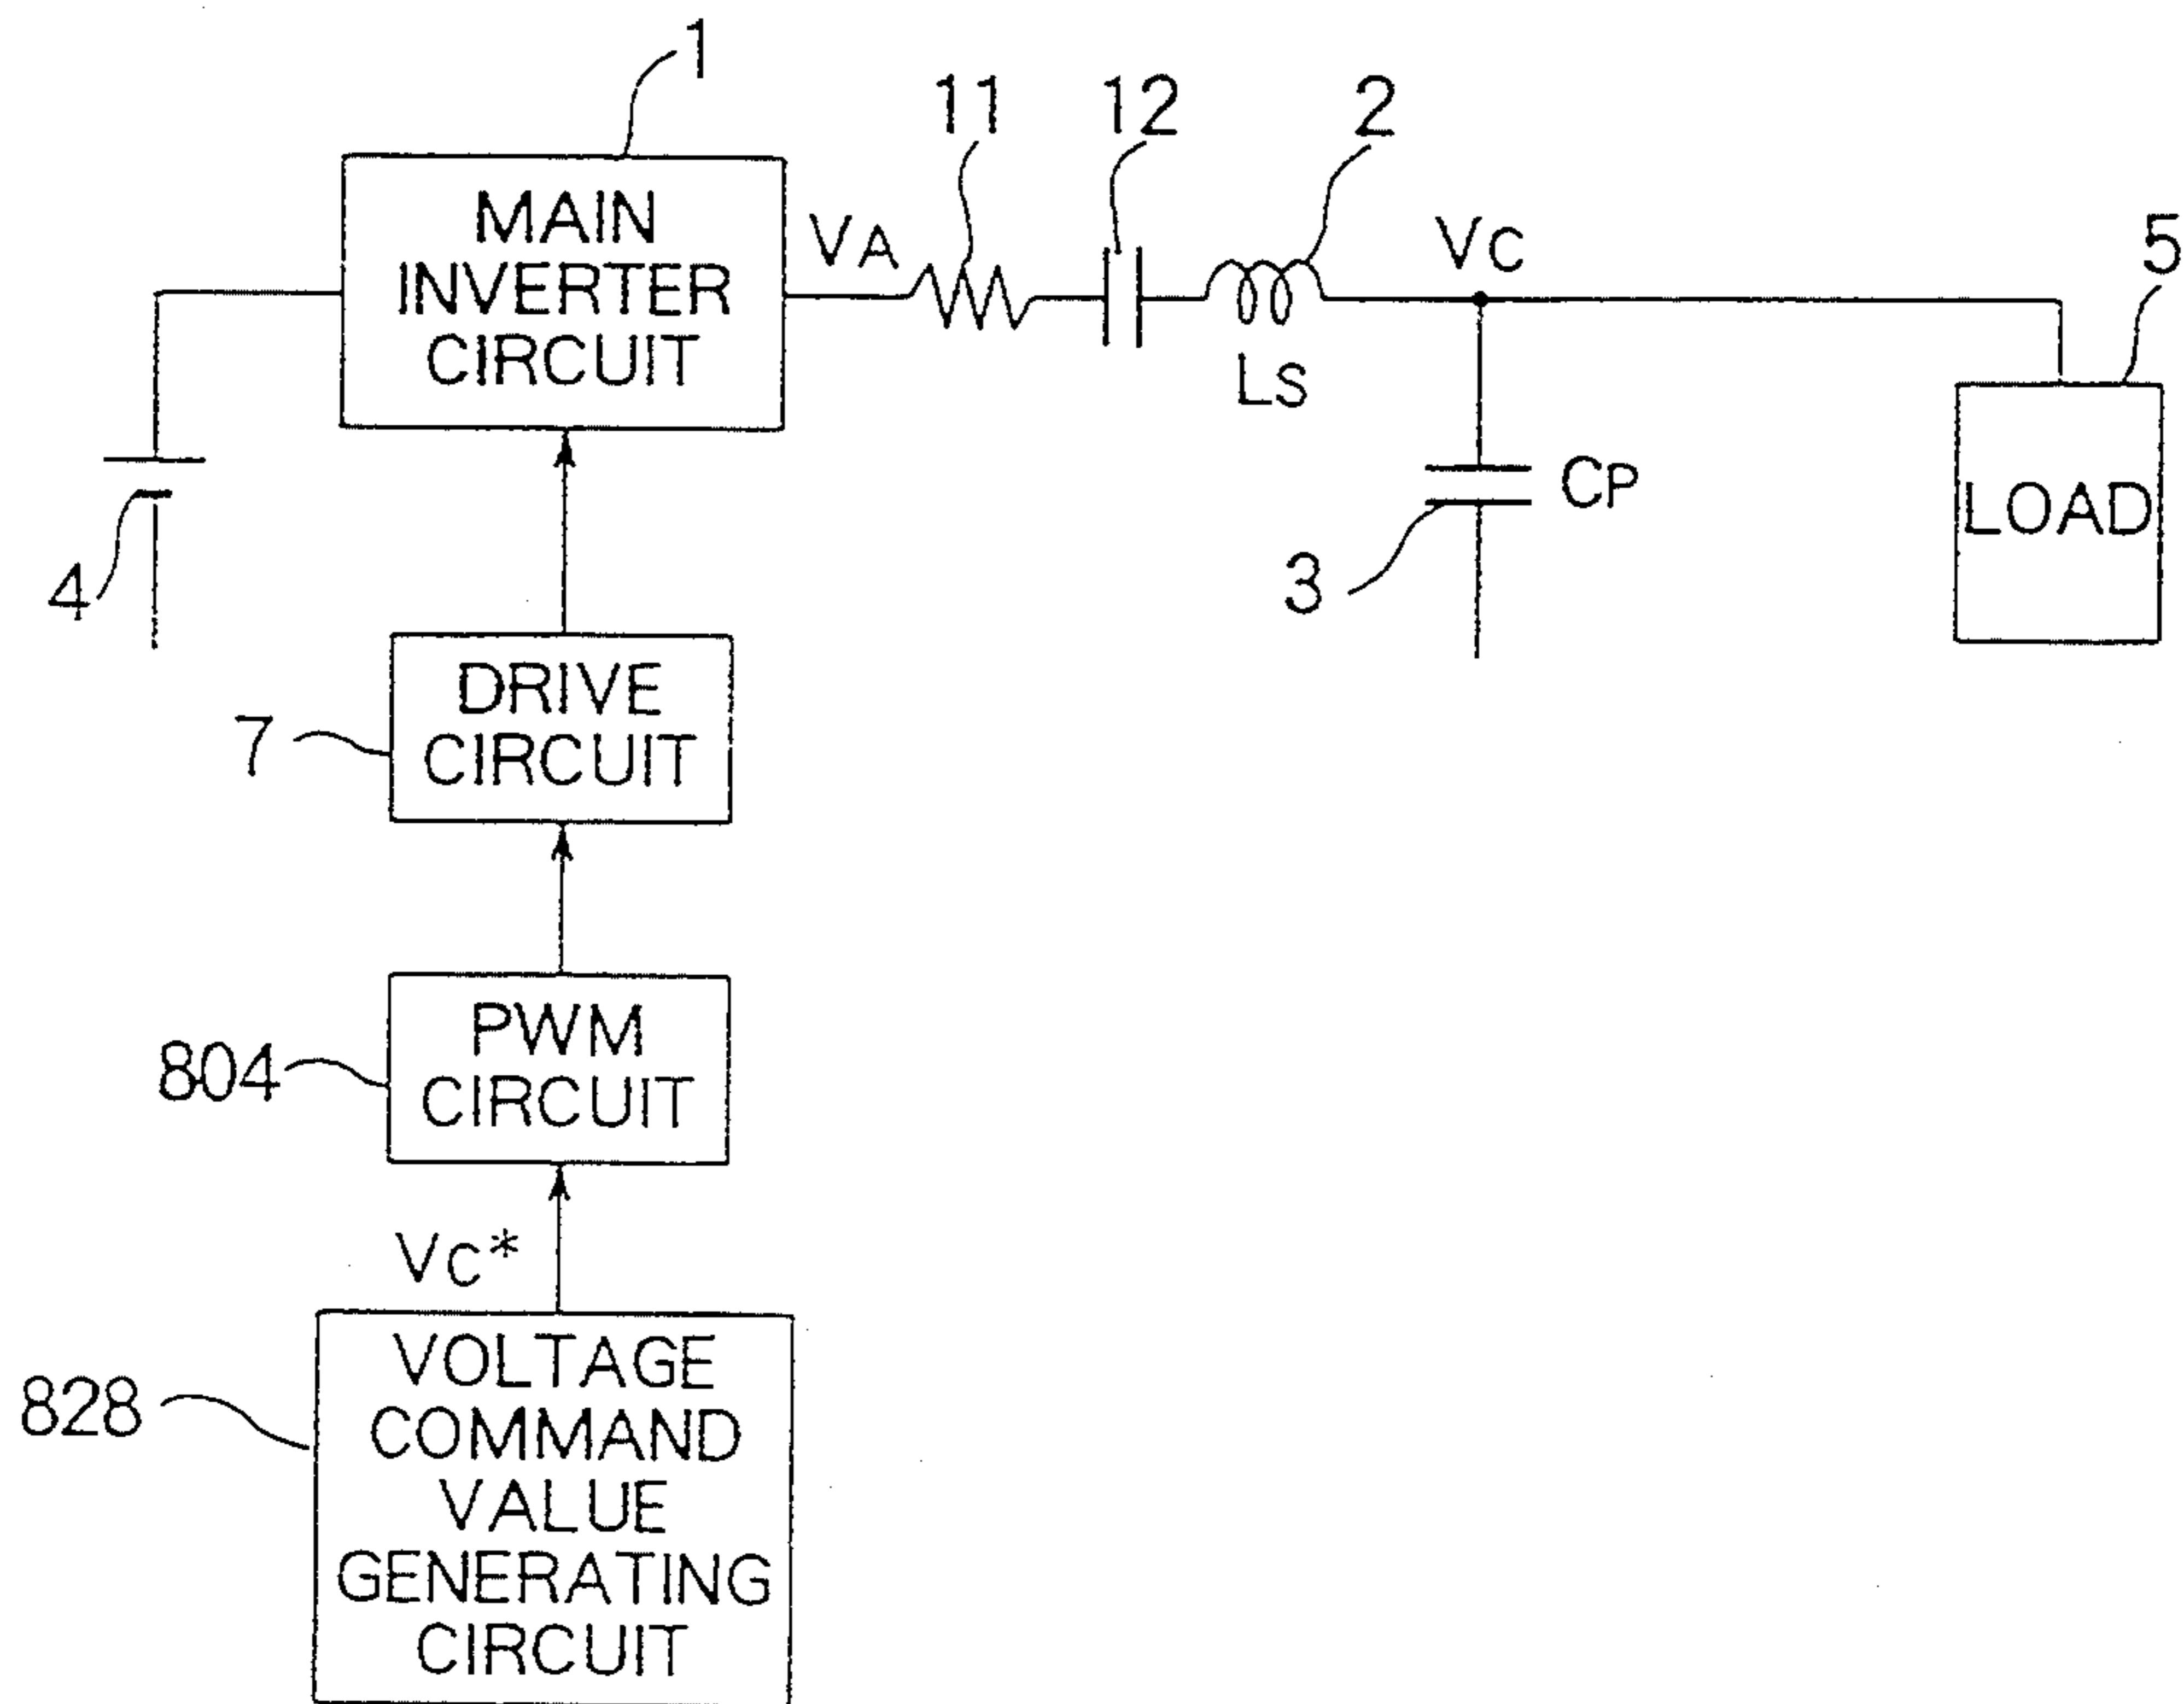 1
11
12
2
MAIN
INVERTER
CIRCUIT
VA
VC
5
LS
CP
LOAD
4
3
DRIVE
CIRCUIT
7
PWM
CIRCUIT
804
VC*
VOLTAGE
COMMAND
VALUE
GENERATING
CIRCUIT
828